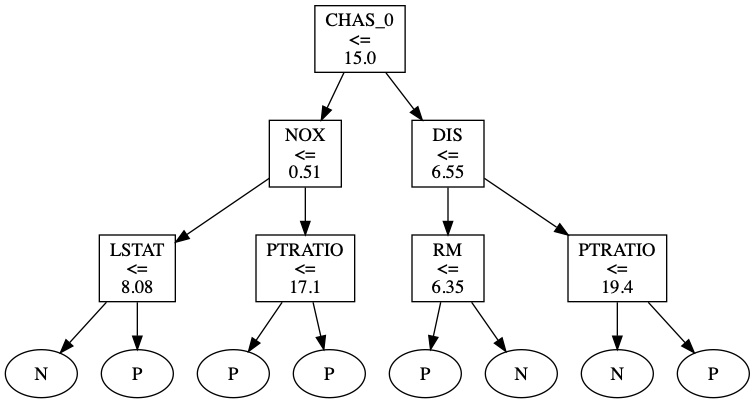 CHAS_0
<=
15.0
NOX
<=
0.51
DIS
<=
6.55
LSTAT
<=
8.08
PTRATIO
<=
17.1
RM
<=
6.35
PTRATIO
<=
19.4
N
P
P
P
P
N
N
P